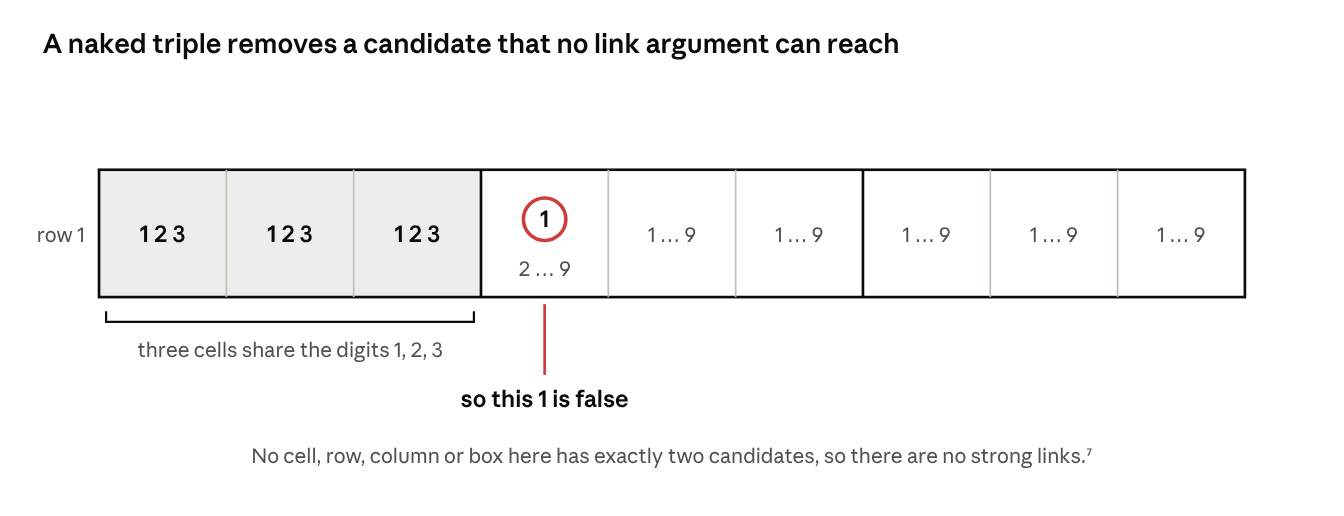 A naked triple removes a candidate that no link argument can reach
row 1
1 2 3
1 2 3
1 2 3
1
2 … 9
1 … 9
1 … 9
1 … 9
1 … 9
1 … 9
three cells share the digits 1, 2, 3
so this 1 is false
No cell, row, column or box here has exactly two candidates, so there are no strong links.⁷